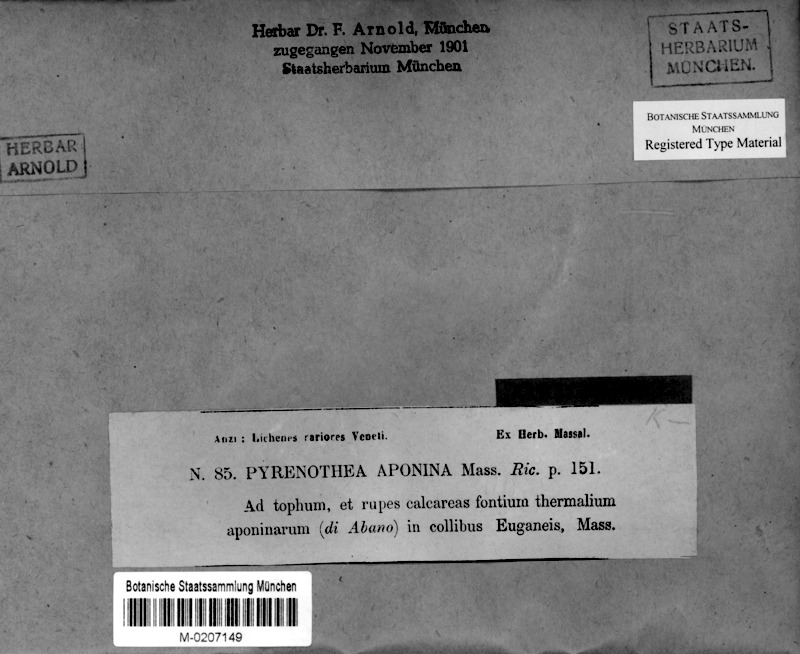 Herbar Dr. F. Arnold, München
zugegangen November 1901
Staatsherbarium München
STAATS-
HERBARIUM
MÜNCHEN.
BOTANISCHE STAATSSAMMLUNG
MÜNCHEN
Registered Type Material
HERBAR
ARNOLD
K—
Anzi : Lichenes rariores Veneti. Ex Herb. Massal.
N. 85. PYRENOTHEA APONINA Mass. Ric. p. 151.
Ad tophum, et rupes calcareas fontium thermalium
aponinarum (di Abano) in collibus Euganeis, Mass.
Botanische Staatssammlung München
M-0207149